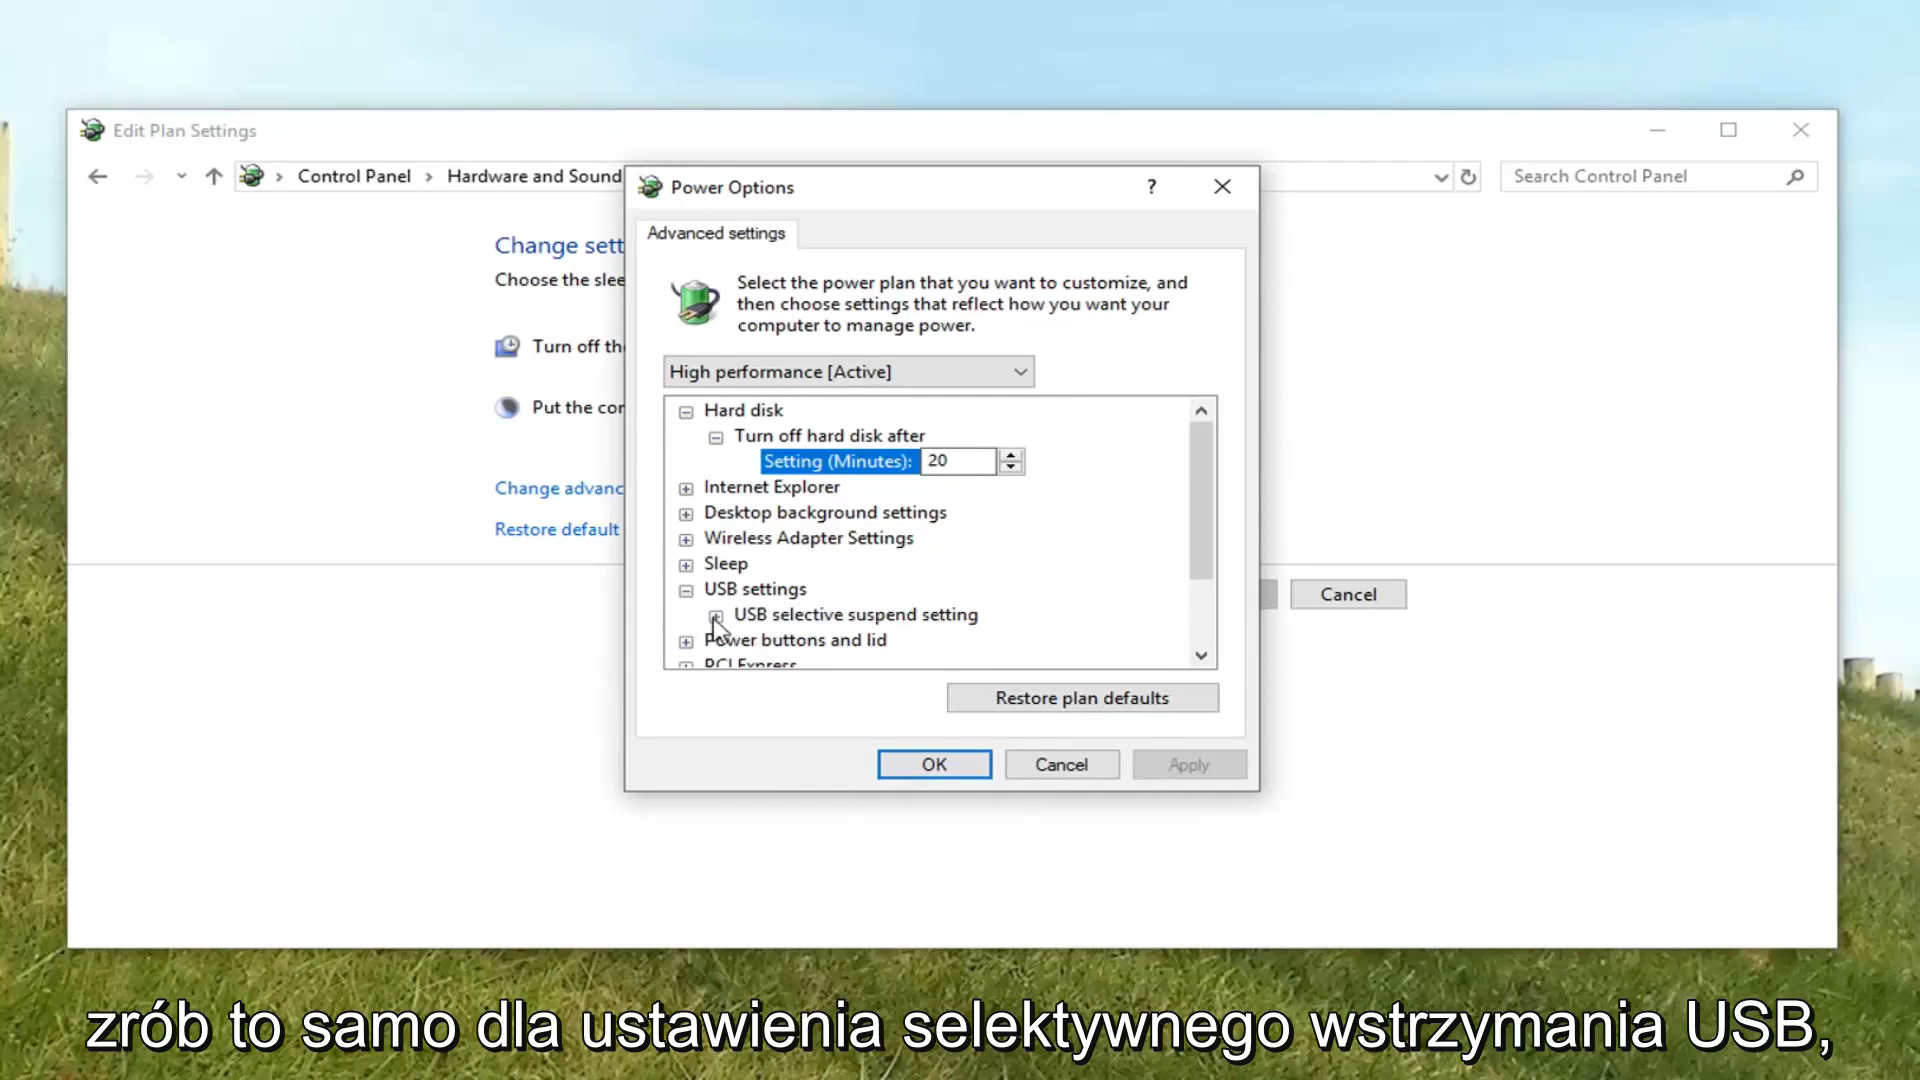 Edit Plan Settings
Control Panel
Hardware and Sound
Search Control Panel
Power Options
?
Advanced settings
Change sett
Choose the slee
Turn off the
Put the cor
Change advanc
Restore default
Select the power plan that you want to customize, and
then choose settings that reflect how you want your
computer to manage power.
High performance [Active]
Hard disk
Turn off hard disk after
Setting (Minutes): 20
Internet Explorer
Desktop background settings
Wireless Adapter Settings
Sleep
USB settings
USB selective suspend setting
Power buttons and lid
PCI Express
Restore plan defaults
OK
Cancel
Apply
Cancel
zrób to samo dla ustawienia selektywnego wstrzymania USB,